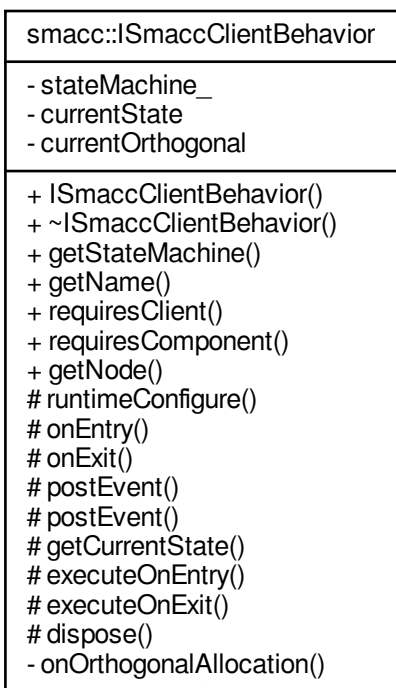 smacc::ISmaccClientBehavior
- stateMachine_
- currentState
- currentOrthogonal
+ ISmaccClientBehavior()
+ ~ISmaccClientBehavior()
+ getStateMachine()
+ getName()
+ requiresClient()
+ requiresComponent()
+ getNode()
# runtimeConfigure()
# onEntry()
# onExit()
# postEvent()
# postEvent()
# getCurrentState()
# executeOnEntry()
# executeOnExit()
# dispose()
- onOrthogonalAllocation()